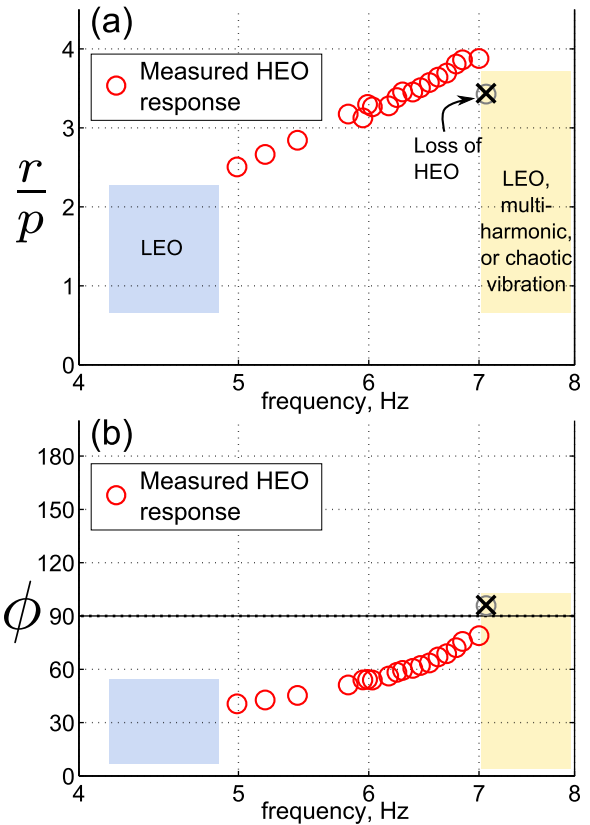 (a)
4
Measured HEO
response
3
Loss of
HEO
r
p
LEO,
multi-
harmonic,
or chaotic
vibration
2
LEO
1
0
4 5 6 7 8
frequency, Hz
(b)
180
Measured HEO
response
150
120
ϕ
90
60
30
0
4 5 6 7 8
frequency, Hz